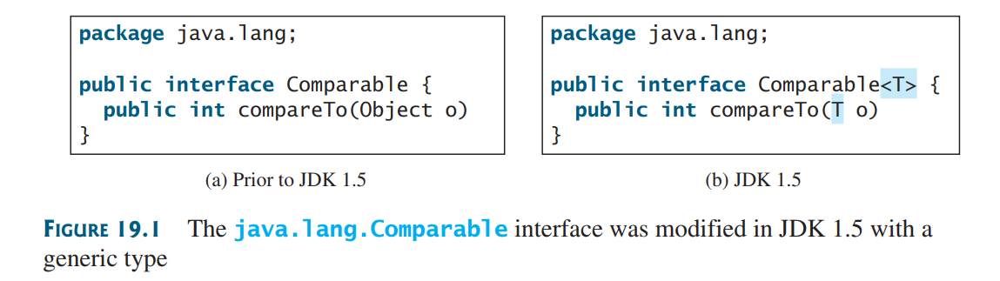 package java.lang;
public interface Comparable {
public int compareTo(Object o)
}
(a) Prior to JDK 1.5
package java.lang;
public interface Comparable<T> {
public int compareTo(T o)
}
(b) JDK 1.5
FIGURE 19.1 The java.lang.Comparable interface was modified in JDK 1.5 with a
generic type